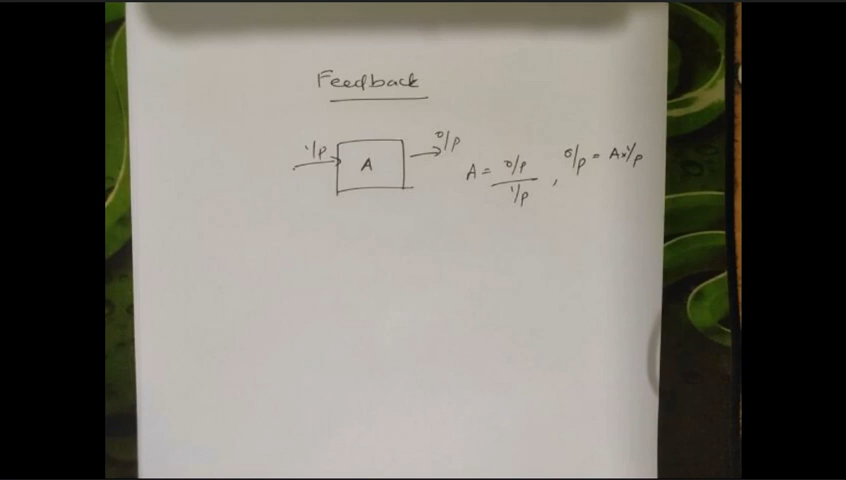 Feedback
i/p A o/p A = o/p / i/p , o/p = A x i/p